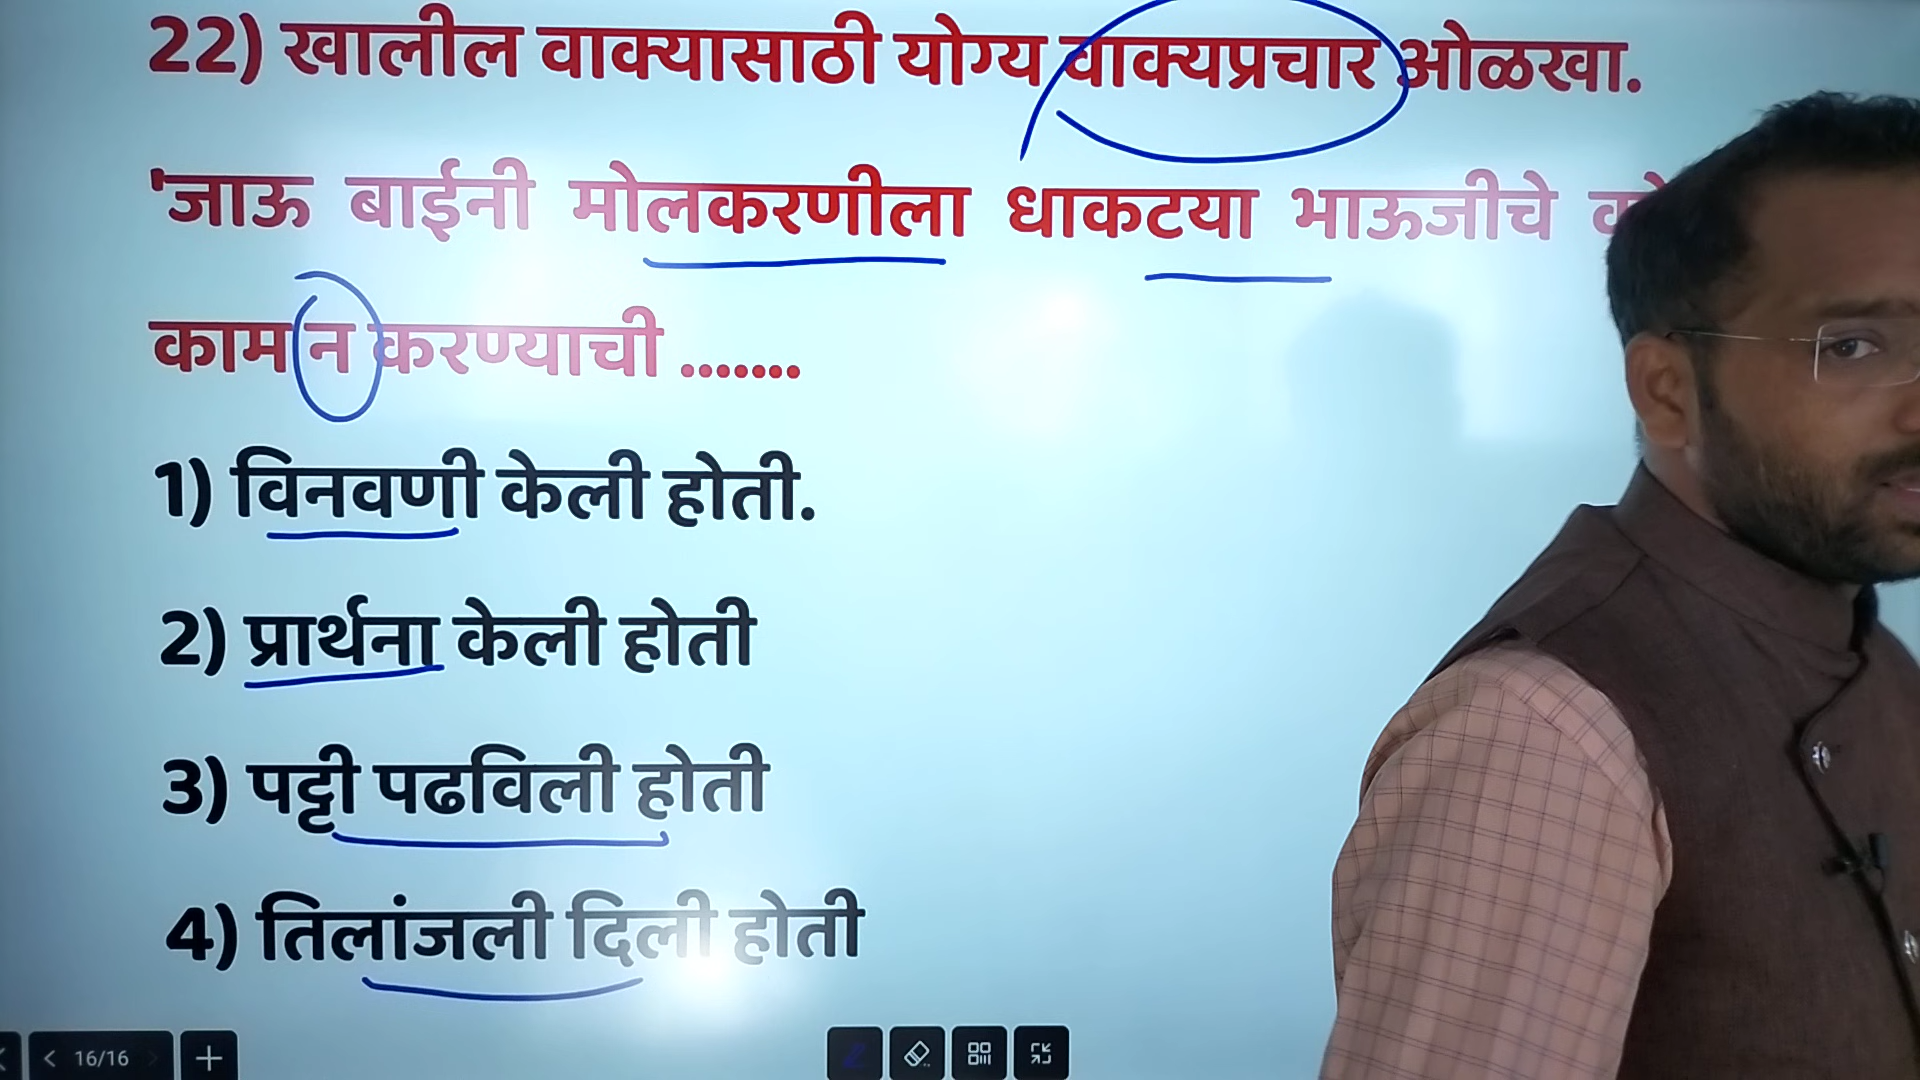 22) खालील वाक्यासाठी योग्य वाक्यप्रचार ओळखा.
'जाऊ बाईनी मोलकरणीला धाकटया भाऊजीचे
काम न करण्याची .......
1) विनवणी केली होती.
2) प्रार्थना केली होती
3) पट्टी पढविली होती
4) तिलांजली दिली होती
16/16